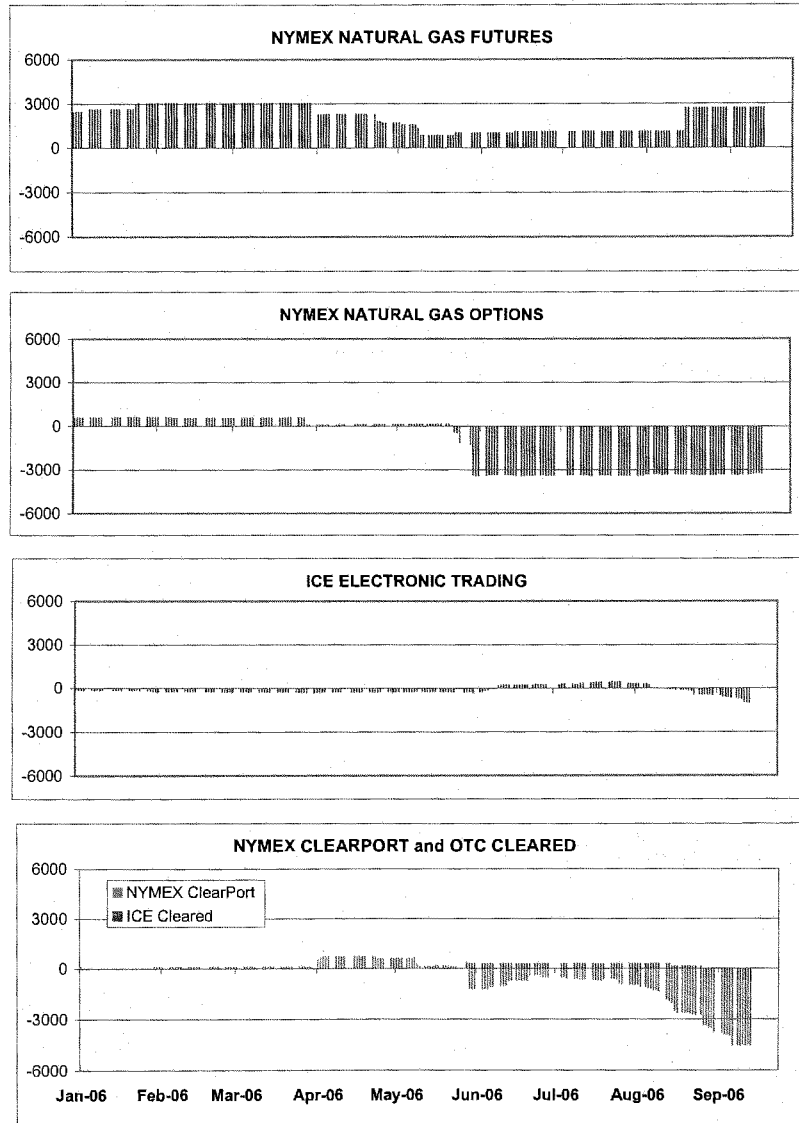 NYMEX NATURAL GAS FUTURES
6000
3000
0
-3000
-6000
NYMEX NATURAL GAS OPTIONS
6000
3000
0
-3000
-6000
ICE ELECTRONIC TRADING
6000
3000
0
-3000
-6000
NYMEX CLEARPORT and OTC CLEARED
6000
NYMEX ClearPort
3000
ICE Cleared
0
-3000
-6000
Jan-06 Feb-06 Mar-06 Apr-06 May-06 Jun-06 Jul-06 Aug-06 Sep-06